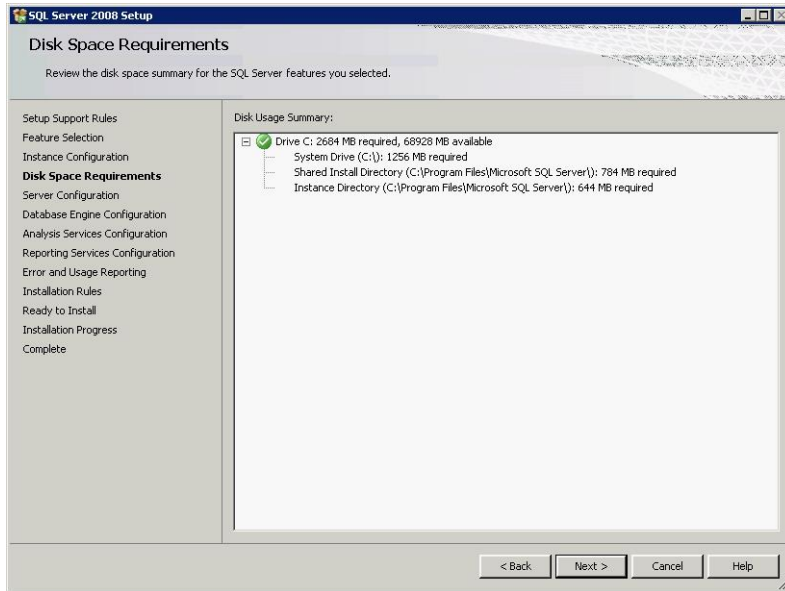 SQL Server 2008 Setup
Disk Space Requirements
Review the disk space summary for the SQL Server features you selected.
Setup Support Rules
Feature Selection
Instance Configuration
Disk Space Requirements
Server Configuration
Database Engine Configuration
Analysis Services Configuration
Reporting Services Configuration
Error and Usage Reporting
Installation Rules
Ready to Install
Installation Progress
Complete
Disk Usage Summary:
Drive C: 2684 MB required, 68928 MB available
System Drive (C:\): 1256 MB required
Shared Install Directory (C:\Program Files\Microsoft SQL Server\): 784 MB required
Instance Directory (C:\Program Files\Microsoft SQL Server\): 644 MB required
< Back
Next >
Cancel
Help